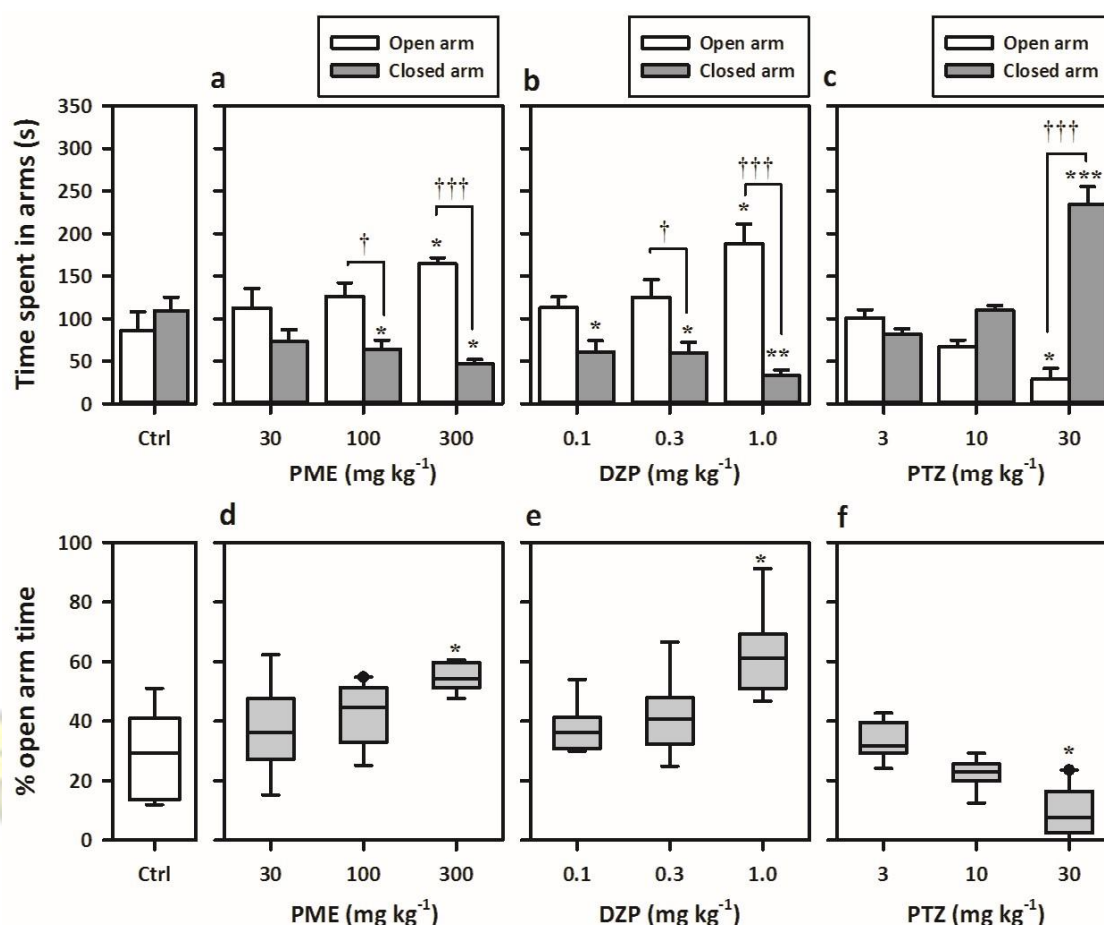 Open arm
Closed arm
Open arm
Closed arm
Open arm
Closed arm
a
b
c
Time spent in arms (s)
350
300
250
200
150
100
50
0
†
†††
*
*
*
†
†††
*
*
*
**
†††
***
*
Ctrl
30 100 300
0.1 0.3 1.0
3 10 30
PME (mg kg⁻¹)
DZP (mg kg⁻¹)
PTZ (mg kg⁻¹)
d
e
f
% open arm time
100
80
60
40
20
0
*
*
*
Ctrl
30 100 300
0.1 0.3 1.0
3 10 30
PME (mg kg⁻¹)
DZP (mg kg⁻¹)
PTZ (mg kg⁻¹)